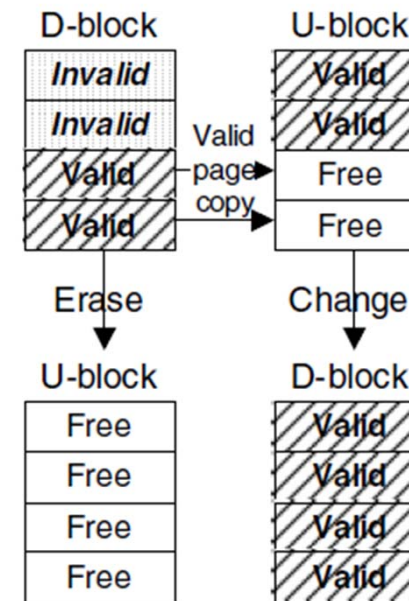 D-block
U-block
Invalid
Invalid
Valid
Valid
Valid
page
copy
Valid
Valid
Free
Free
Erase
Change
U-block
D-block
Free
Free
Free
Free
Valid
Valid
Valid
Valid